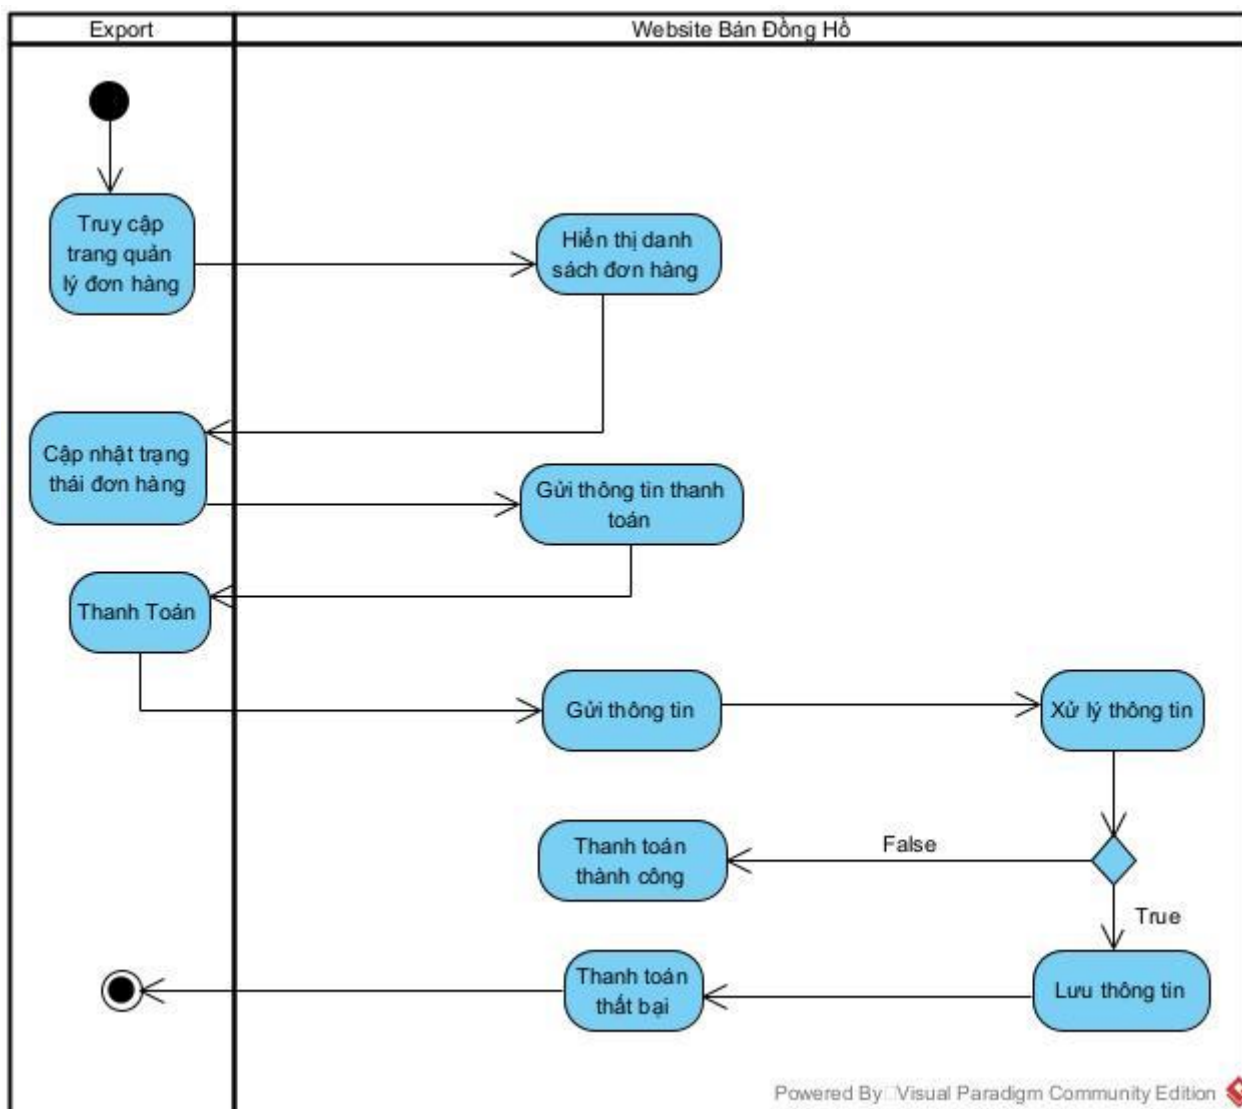 Export
Website Bán Đồng Hồ
Truy cập
trang quản
lý đơn hàng
Hiển thị danh
sách đơn hàng
Cập nhật trạng
thái đơn hàng
Gửi thông tin thanh
toán
Thanh Toán
Gửi thông tin
Xử lý thông tin
Thanh toán
thành công
False
True
Thanh toán
thất bại
Lưu thông tin
Powered By Visual Paradigm Community Edition